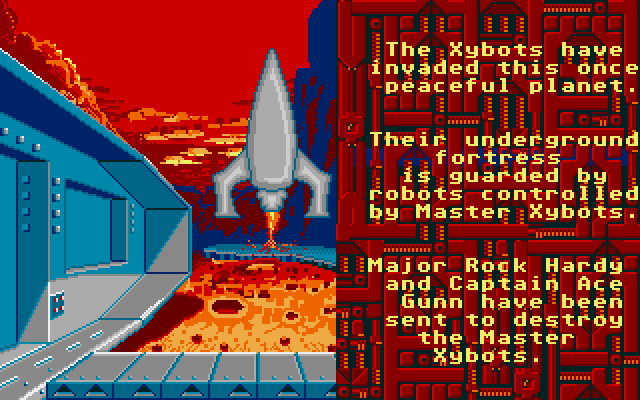 The Xybots have
invaded this once
peaceful planet.
Their underground
fortress
is guarded by
robots controlled
by Master Xybots.
Major Rock Hardy
and Captain Ace
Gunn have been
sent to destroy
the Master
Xybots.